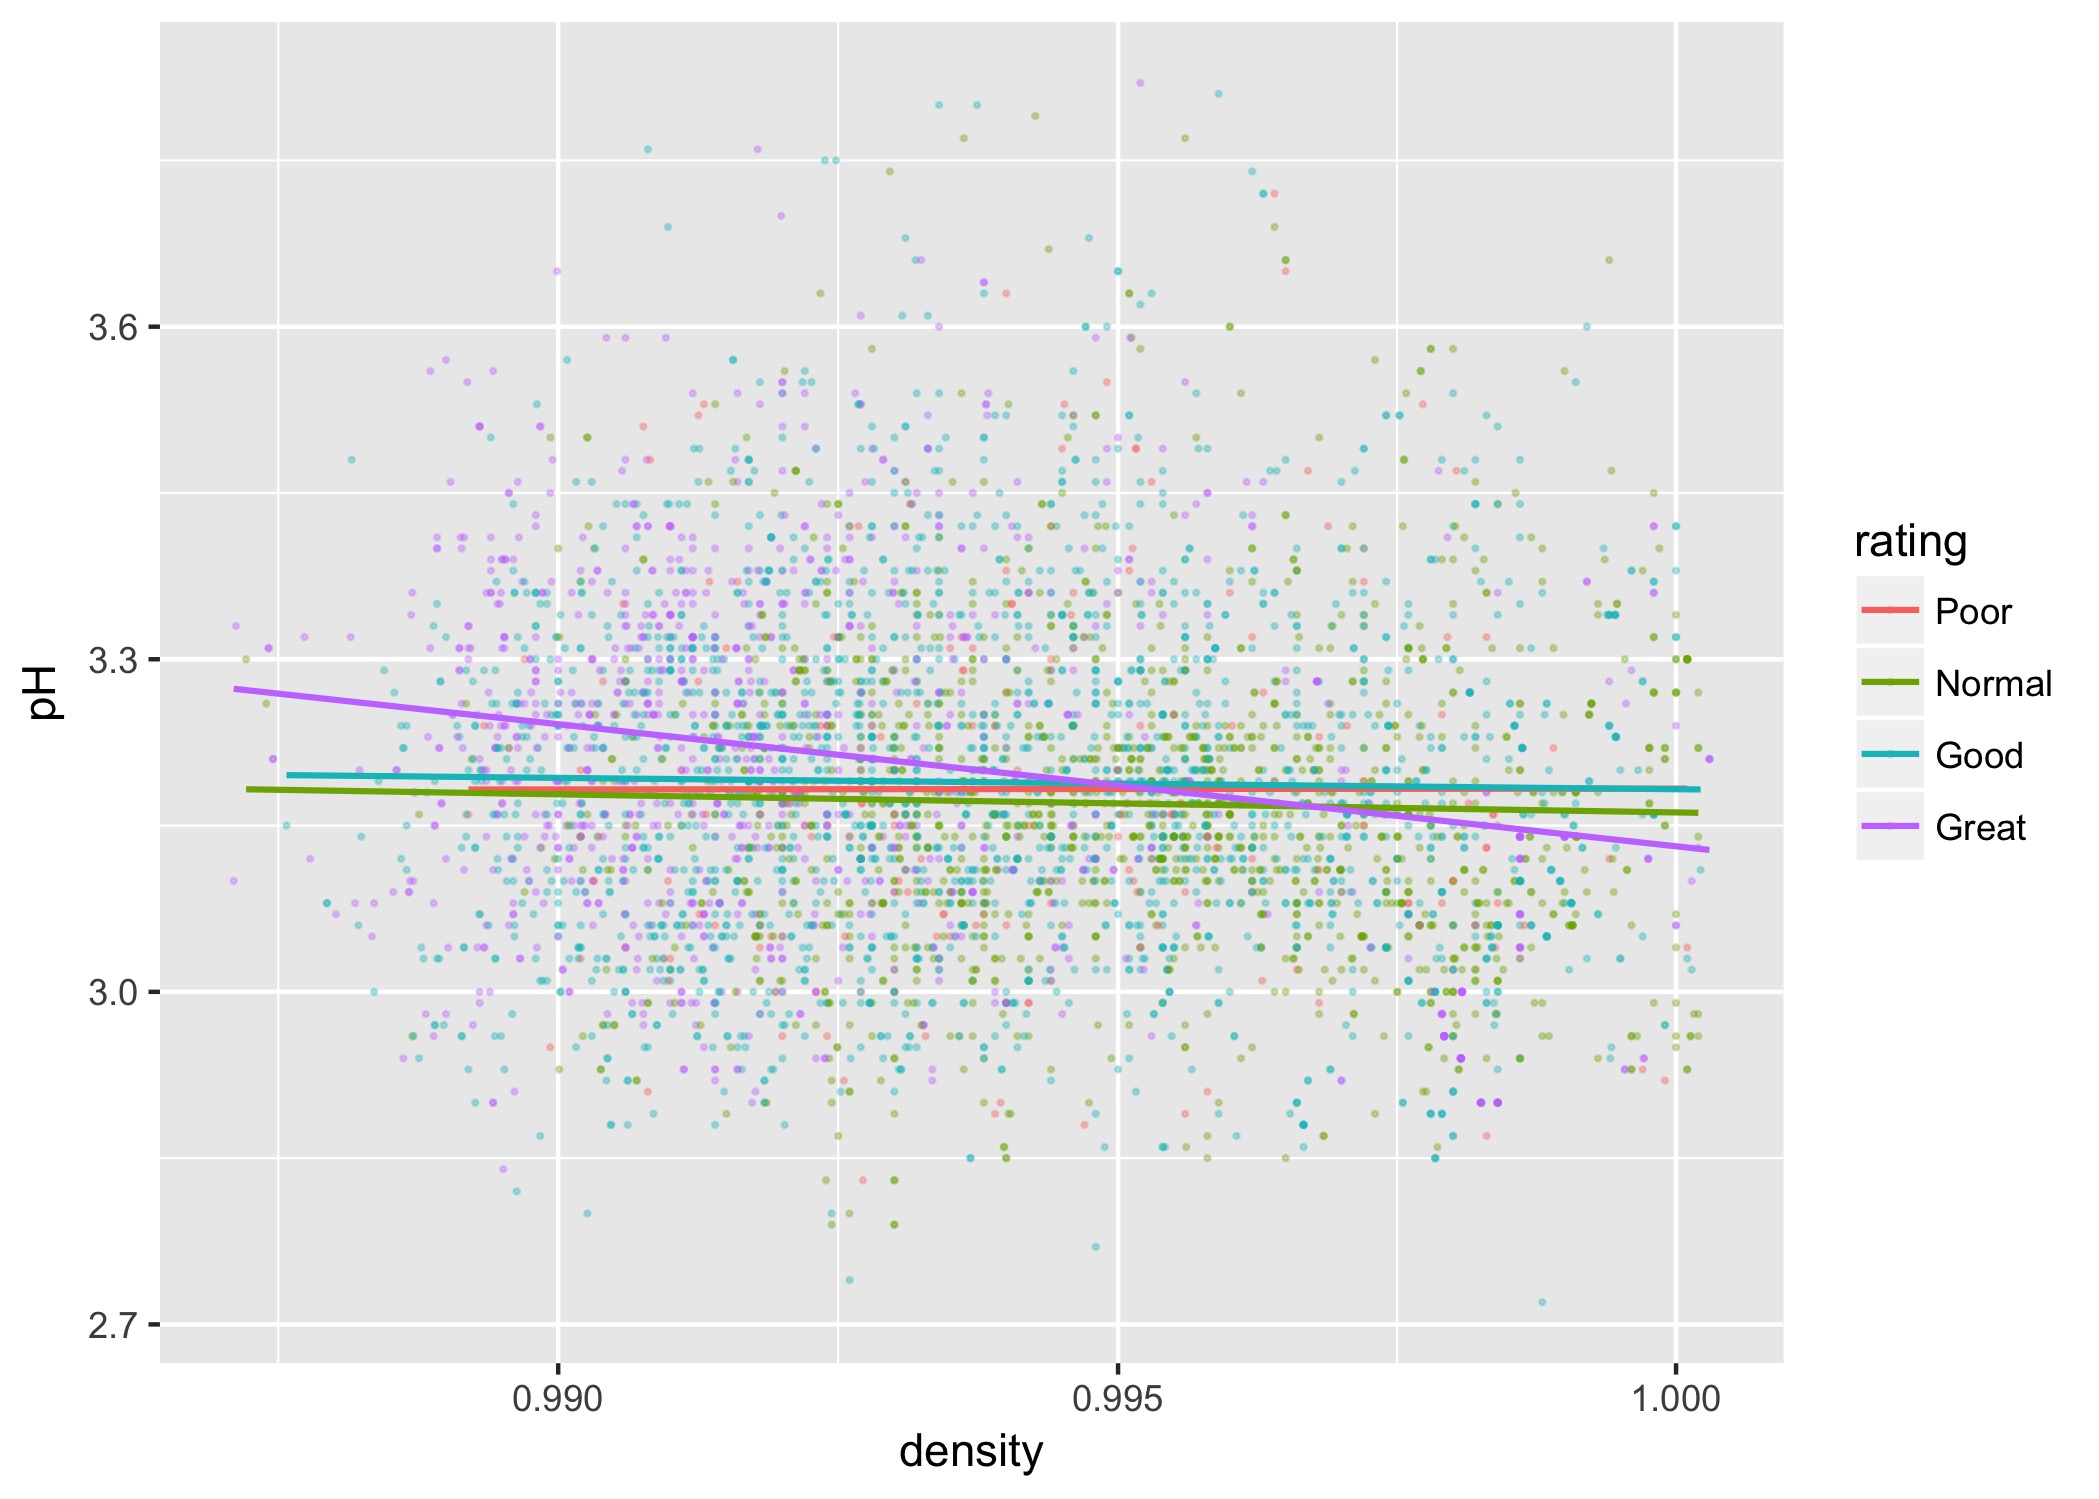 pH
3.6
3.3
3.0
2.7
0.990
0.995
1.000
density
rating
Poor
Normal
Good
Great